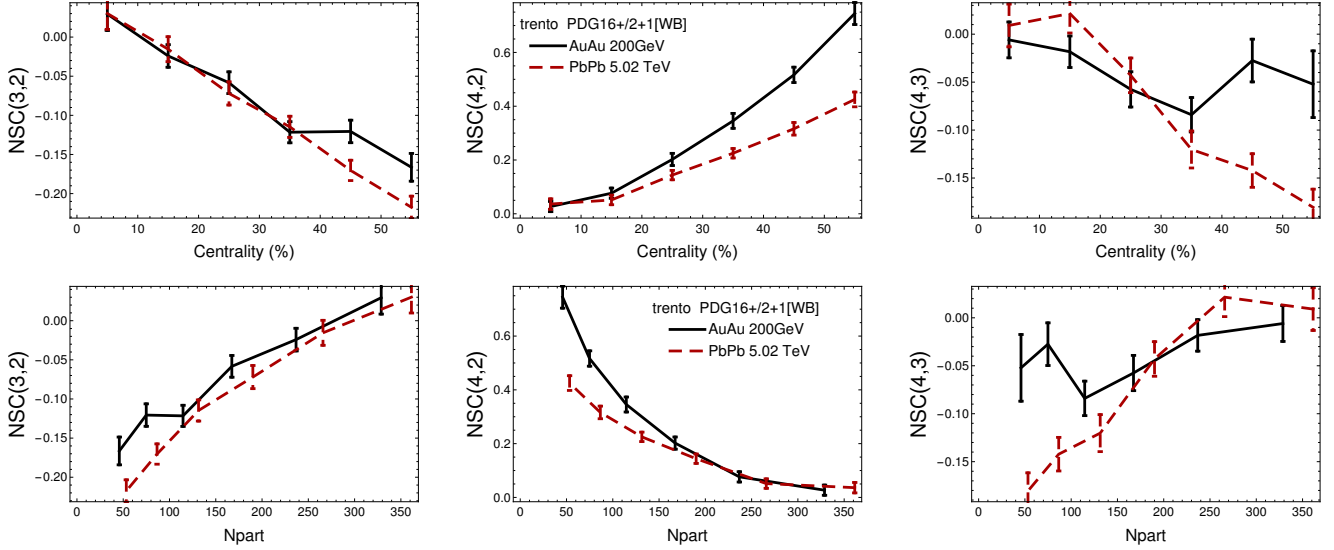 NSC(3,2)
0.00
−0.05
−0.10
−0.15
−0.20
0 10 20 30 40 50
Centrality (%)
NSC(4,2)
0.6
0.4
0.2
0.0
trento PDG16+/2+1[WB]
AuAu 200GeV
PbPb 5.02 TeV
0 10 20 30 40 50
Centrality (%)
NSC(4,3)
0.00
−0.05
−0.10
−0.15
0 10 20 30 40 50
Centrality (%)
NSC(3,2)
0.00
−0.05
−0.10
−0.15
−0.20
0 50 100 150 200 250 300 350
Npart
NSC(4,2)
0.6
0.4
0.2
0.0
trento PDG16+/2+1[WB]
AuAu 200GeV
PbPb 5.02 TeV
0 50 100 150 200 250 300 350
Npart
NSC(4,3)
0.00
−0.05
−0.10
−0.15
0 50 100 150 200 250 300 350
Npart